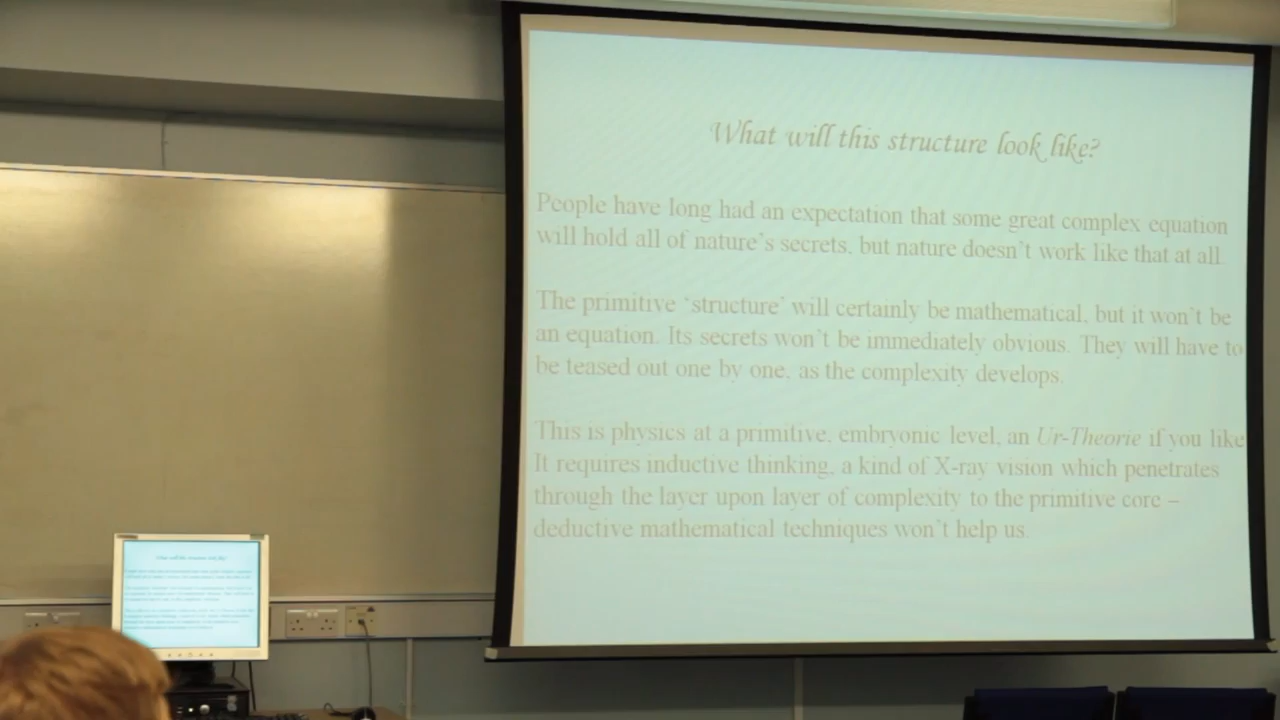 What will this structure look like?
People have long had an expectation that some great complex equation
will hold all of nature's secrets, but nature doesn't work like that at all.
The primitive 'structure' will certainly be mathematical, but it won't be
an equation. Its secrets won't be immediately obvious. They will have to
be teased out one by one, as the complexity develops.
This is physics at a primitive, embryonic level, an Ur-Theorie if you like
It requires inductive thinking, a kind of X-ray vision which penetrates
through the layer upon layer of complexity to the primitive core –
deductive mathematical techniques won't help us.